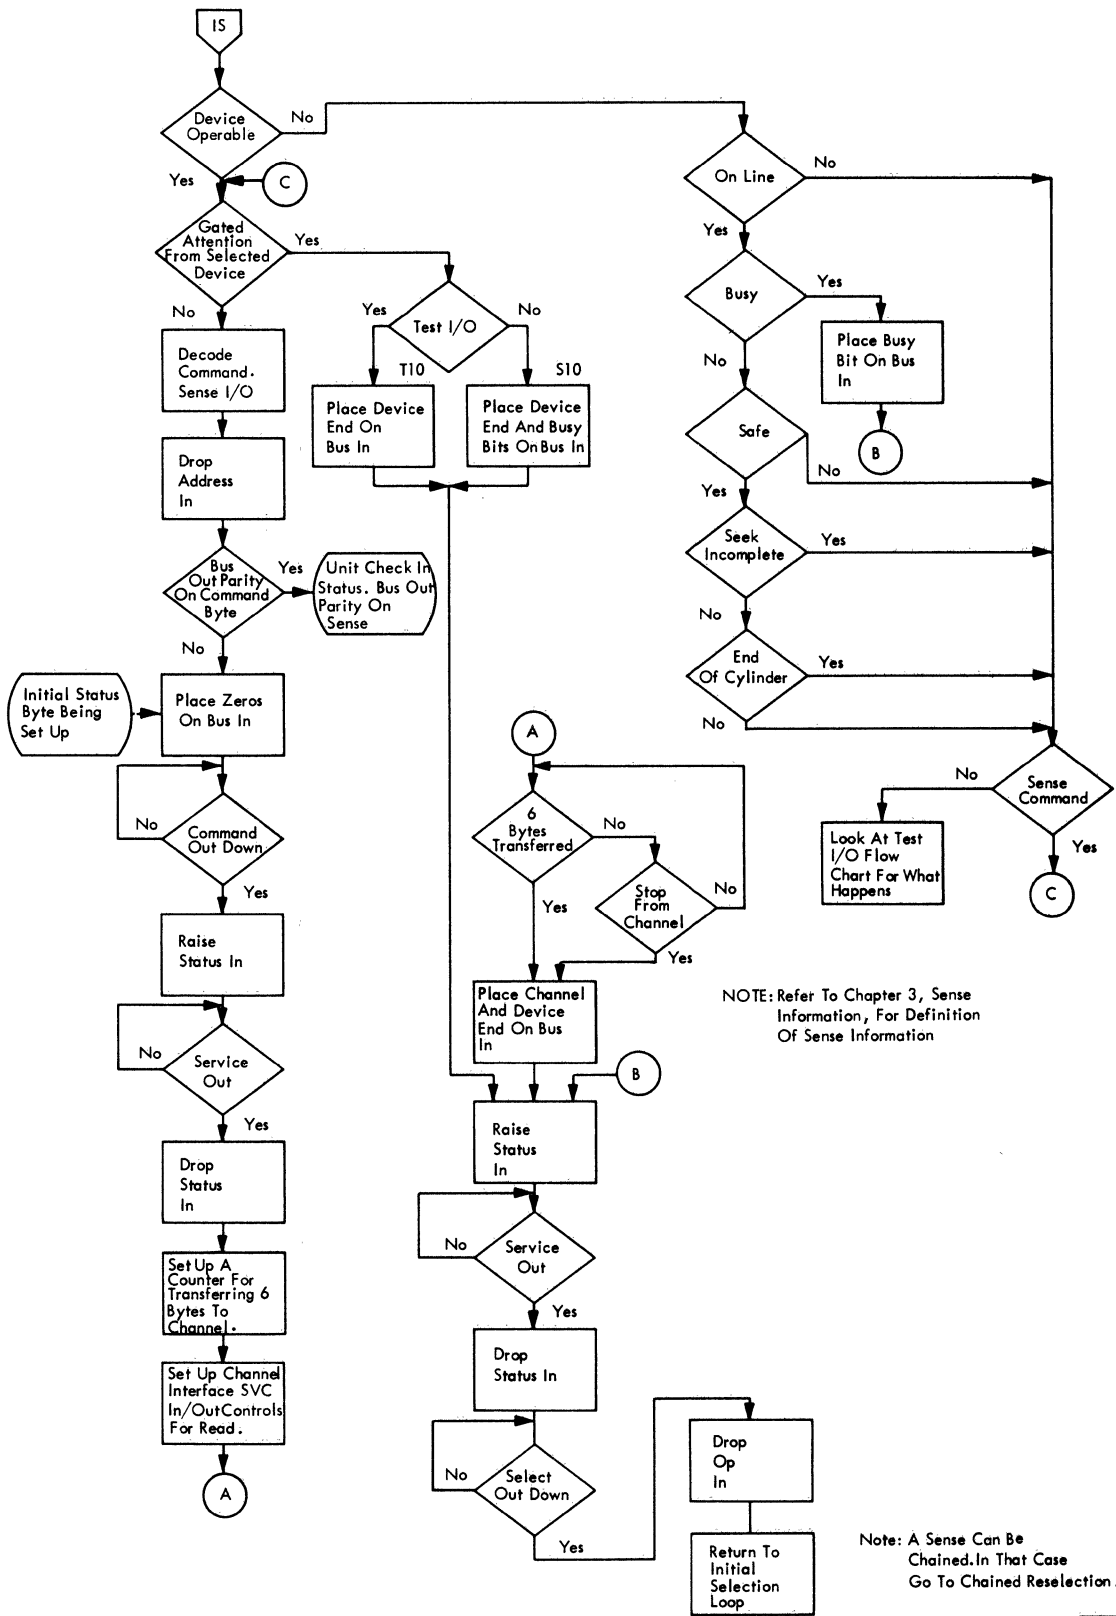 IS
Device
Operable
No
Yes
C
Gated
Attention
From Selected
Device
Yes
No
Test I/O
Yes
No
T10
S10
Place Device
End On
Bus In
Place Device
End And Busy
Bits On Bus In
Decode
Command.
Sense I/O
Drop
Address
In
Bus
Out Parity
On Command
Byte
Yes
No
Unit Check In
Status. Bus Out
Parity On
Sense
Initial Status
Byte Being
Set Up
Place Zeros
On Bus In
No
Command
Out Down
Yes
Raise
Status In
No
Service
Out
Yes
Drop
Status
In
Set Up A
Counter For
Transferring 6
Bytes To
Channel.
Set Up Channel
Interface SVC
In/Out Controls
For Read.
A
A
6
Bytes
Transferred
No
Yes
Stop
From
Channel
No
Yes
Place Channel
And Device
End On Bus
In
B
Raise
Status
In
No
Service
Out
Yes
Drop
Status In
No
Select
Out Down
Yes
Drop
Op
In
Return To
Initial
Selection
Loop
On Line
No
Yes
Busy
Yes
No
Place Busy
Bit On Bus
In
B
Safe
No
Yes
Seek
Incomplete
Yes
No
End
Of Cylinder
Yes
No
Sense
Command
No
Yes
Look At Test
I/O Flow
Chart For What
Happens
C
NOTE: Refer To Chapter 3, Sense
Information, For Definition
Of Sense Information
Note: A Sense Can Be
Chained. In That Case
Go To Chained Reselection.